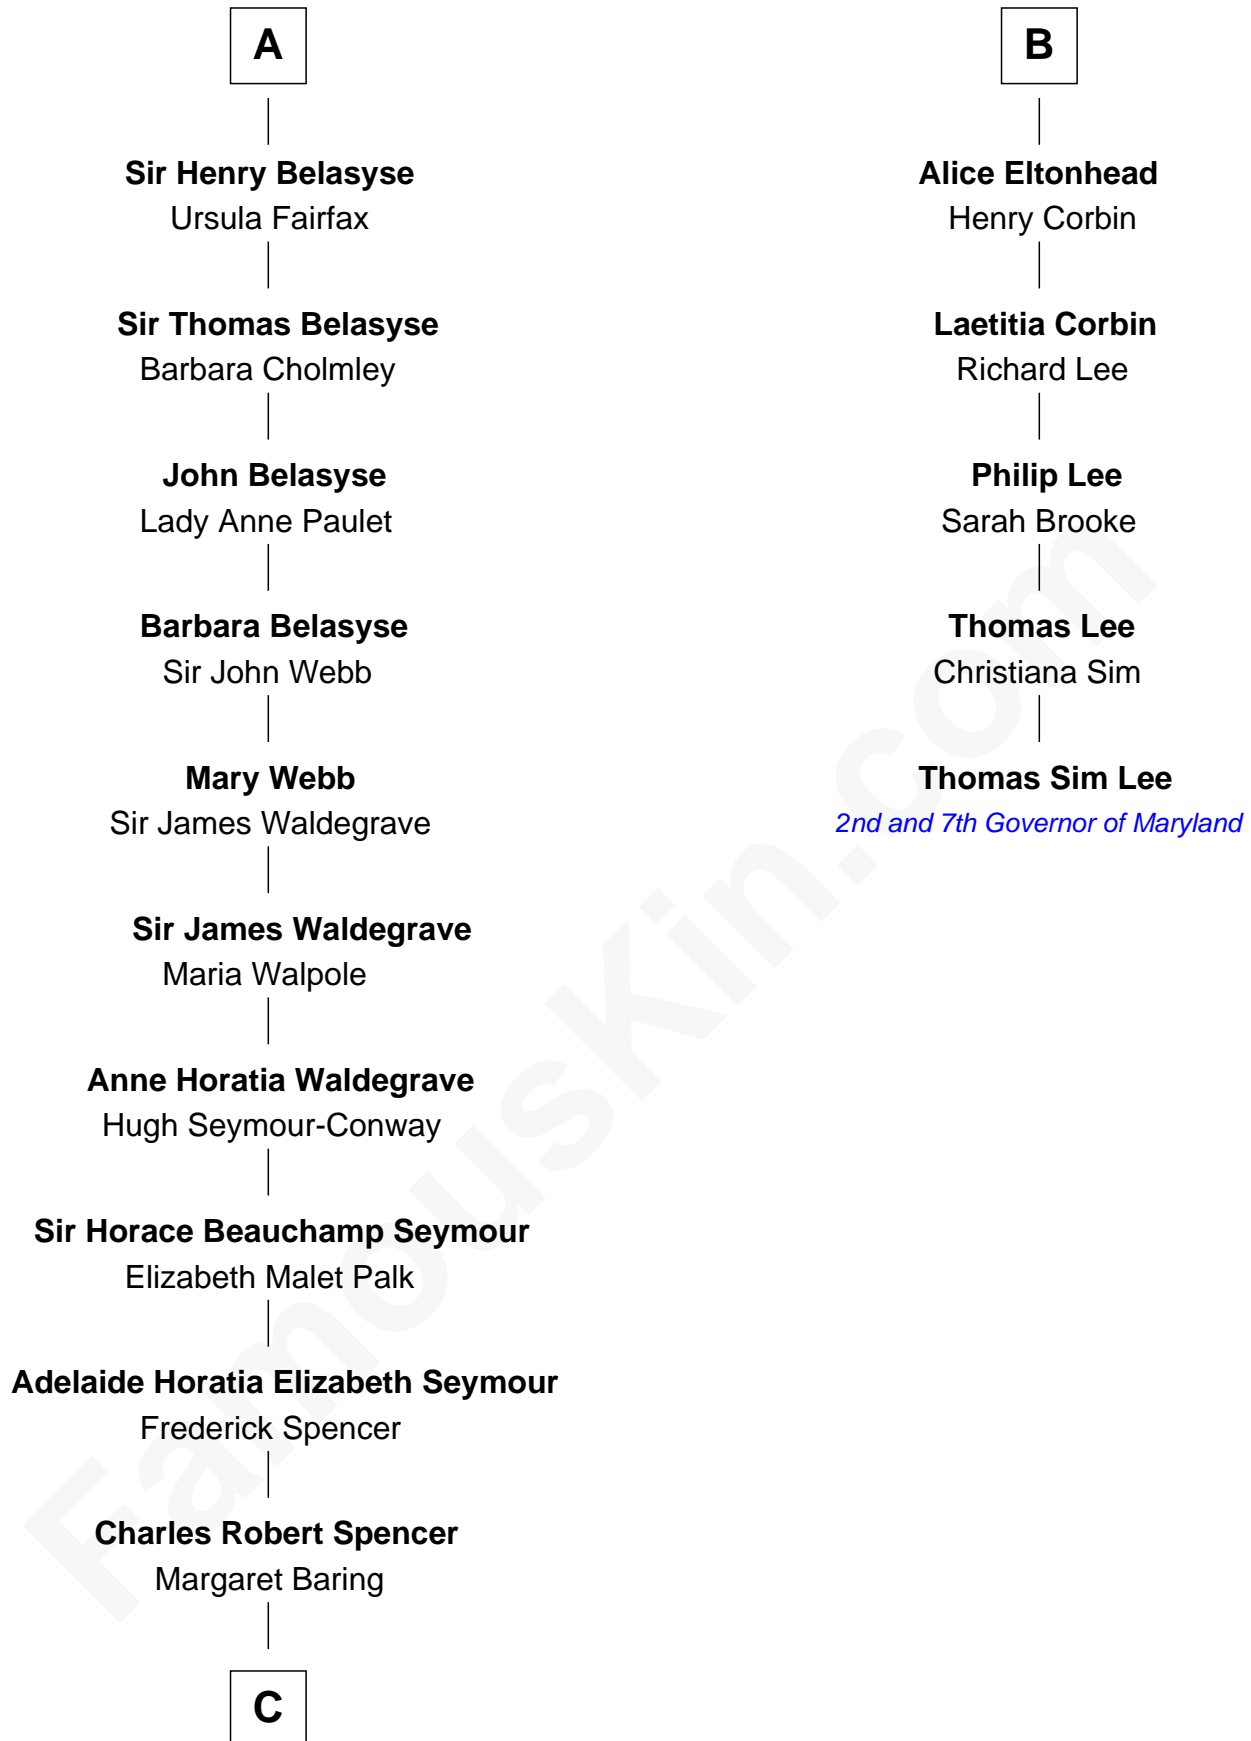 A
Sir Henry Belasyse
Ursula Fairfax
Sir Thomas Belasyse
Barbara Cholmley
John Belasyse
Lady Anne Paulet
Barbara Belasyse
Sir John Webb
Mary Webb
Sir James Waldegrave
Sir James Waldegrave
Maria Walpole
Anne Horatia Waldegrave
Hugh Seymour-Conway
Sir Horace Beauchamp Seymour
Elizabeth Malet Palk
Adelaide Horatia Elizabeth Seymour
Frederick Spencer
Charles Robert Spencer
Margaret Baring
C
B
Alice Eltonhead
Henry Corbin
Laetitia Corbin
Richard Lee
Philip Lee
Sarah Brooke
Thomas Lee
Christiana Sim
Thomas Sim Lee
2nd and 7th Governor of Maryland
FamousKin.com